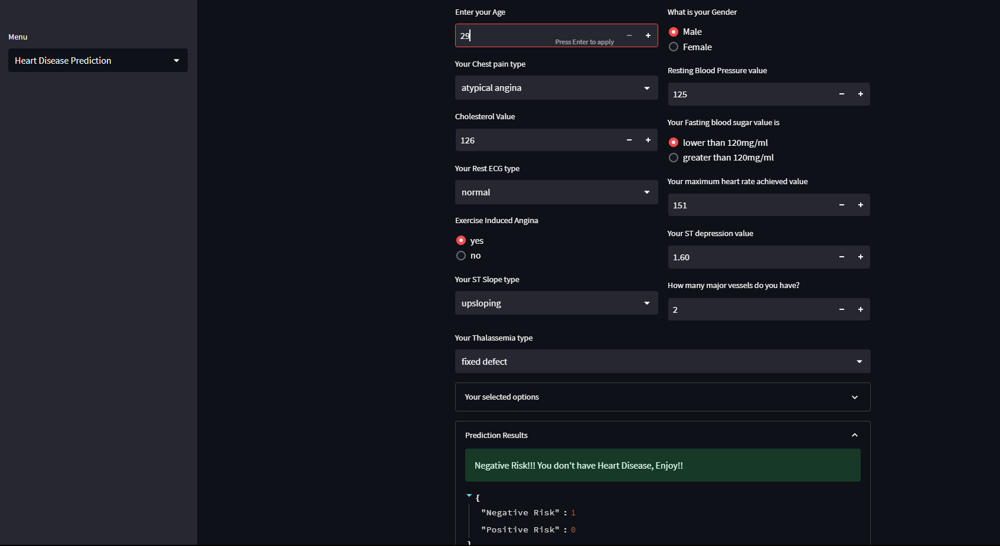 Menu
Heart Disease Prediction
Enter your Age
29
Press Enter to apply
Your Chest pain type
atypical angina
Cholesterol Value
126
Your Rest ECG type
normal
Exercise Induced Angina
yes
no
Your ST Slope type
upsloping
What is your Gender
Male
Female
Resting Blood Pressure value
125
Your Fasting blood sugar value is
lower than 120mg/ml
greater than 120mg/ml
Your maximum heart rate achieved value
151
Your ST depression value
1.60
How many major vessels do you have?
2
Your Thalassemia type
fixed defect
Your selected options
Prediction Results
Negative Risk!!! You don't have Heart Disease, Enjoy!!
{
"Negative Risk" : 1
"Positive Risk" : 0
}